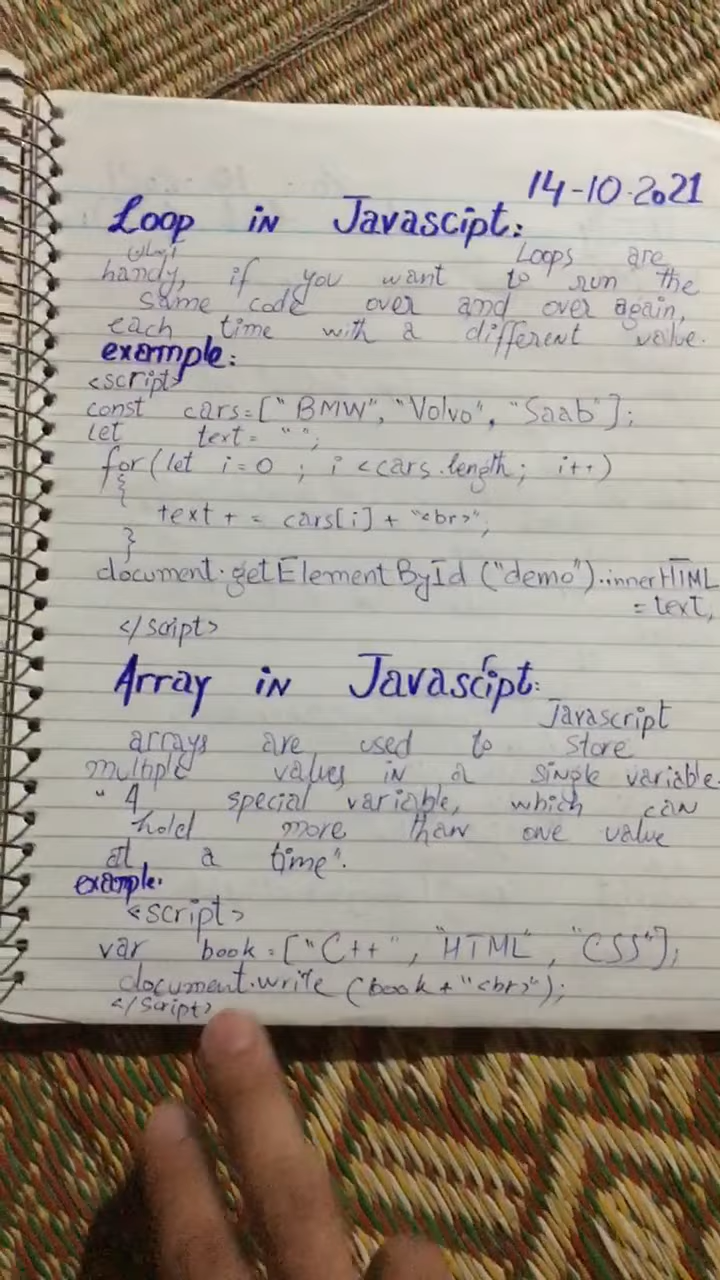 14-10-2021
Loop in Javascipt:
Loops are
آسان
handy, if you want to run the
same code over and over again,
each time with a different value.
example:
<script>
const cars=["BMW", "Volvo", "Saab"];
let text= "";
for(let i=0 ; i<cars.length; i++)
{
text + = cars[i] + "<br>";
}
document.getElementById ("demo").innerHTML
= text,
</script>
Array in Javascipt:
Javascript
arrays are used to store
multiple values in a single variable.
"A special variable, which can
hold more than one value
at a time".
example:
<script>
var book=["C++", "HTML", "CSS"];
document.write (book + "<br>");
</script>